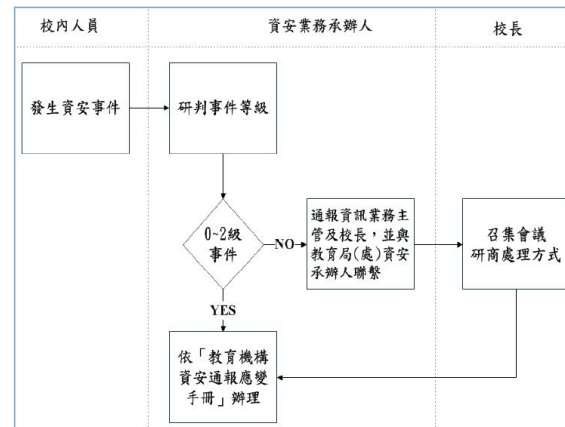 校內人員
資安業務承辦人
校長
發生資安事件
研判事件等級
0~2級
事件
NO
通報資訊業務主
管及校長，並與
教育局(處)資安
承辦人聯繫
召集會議
研商處理方式
YES
依「教育機構
資安通報應變
手冊」辦理